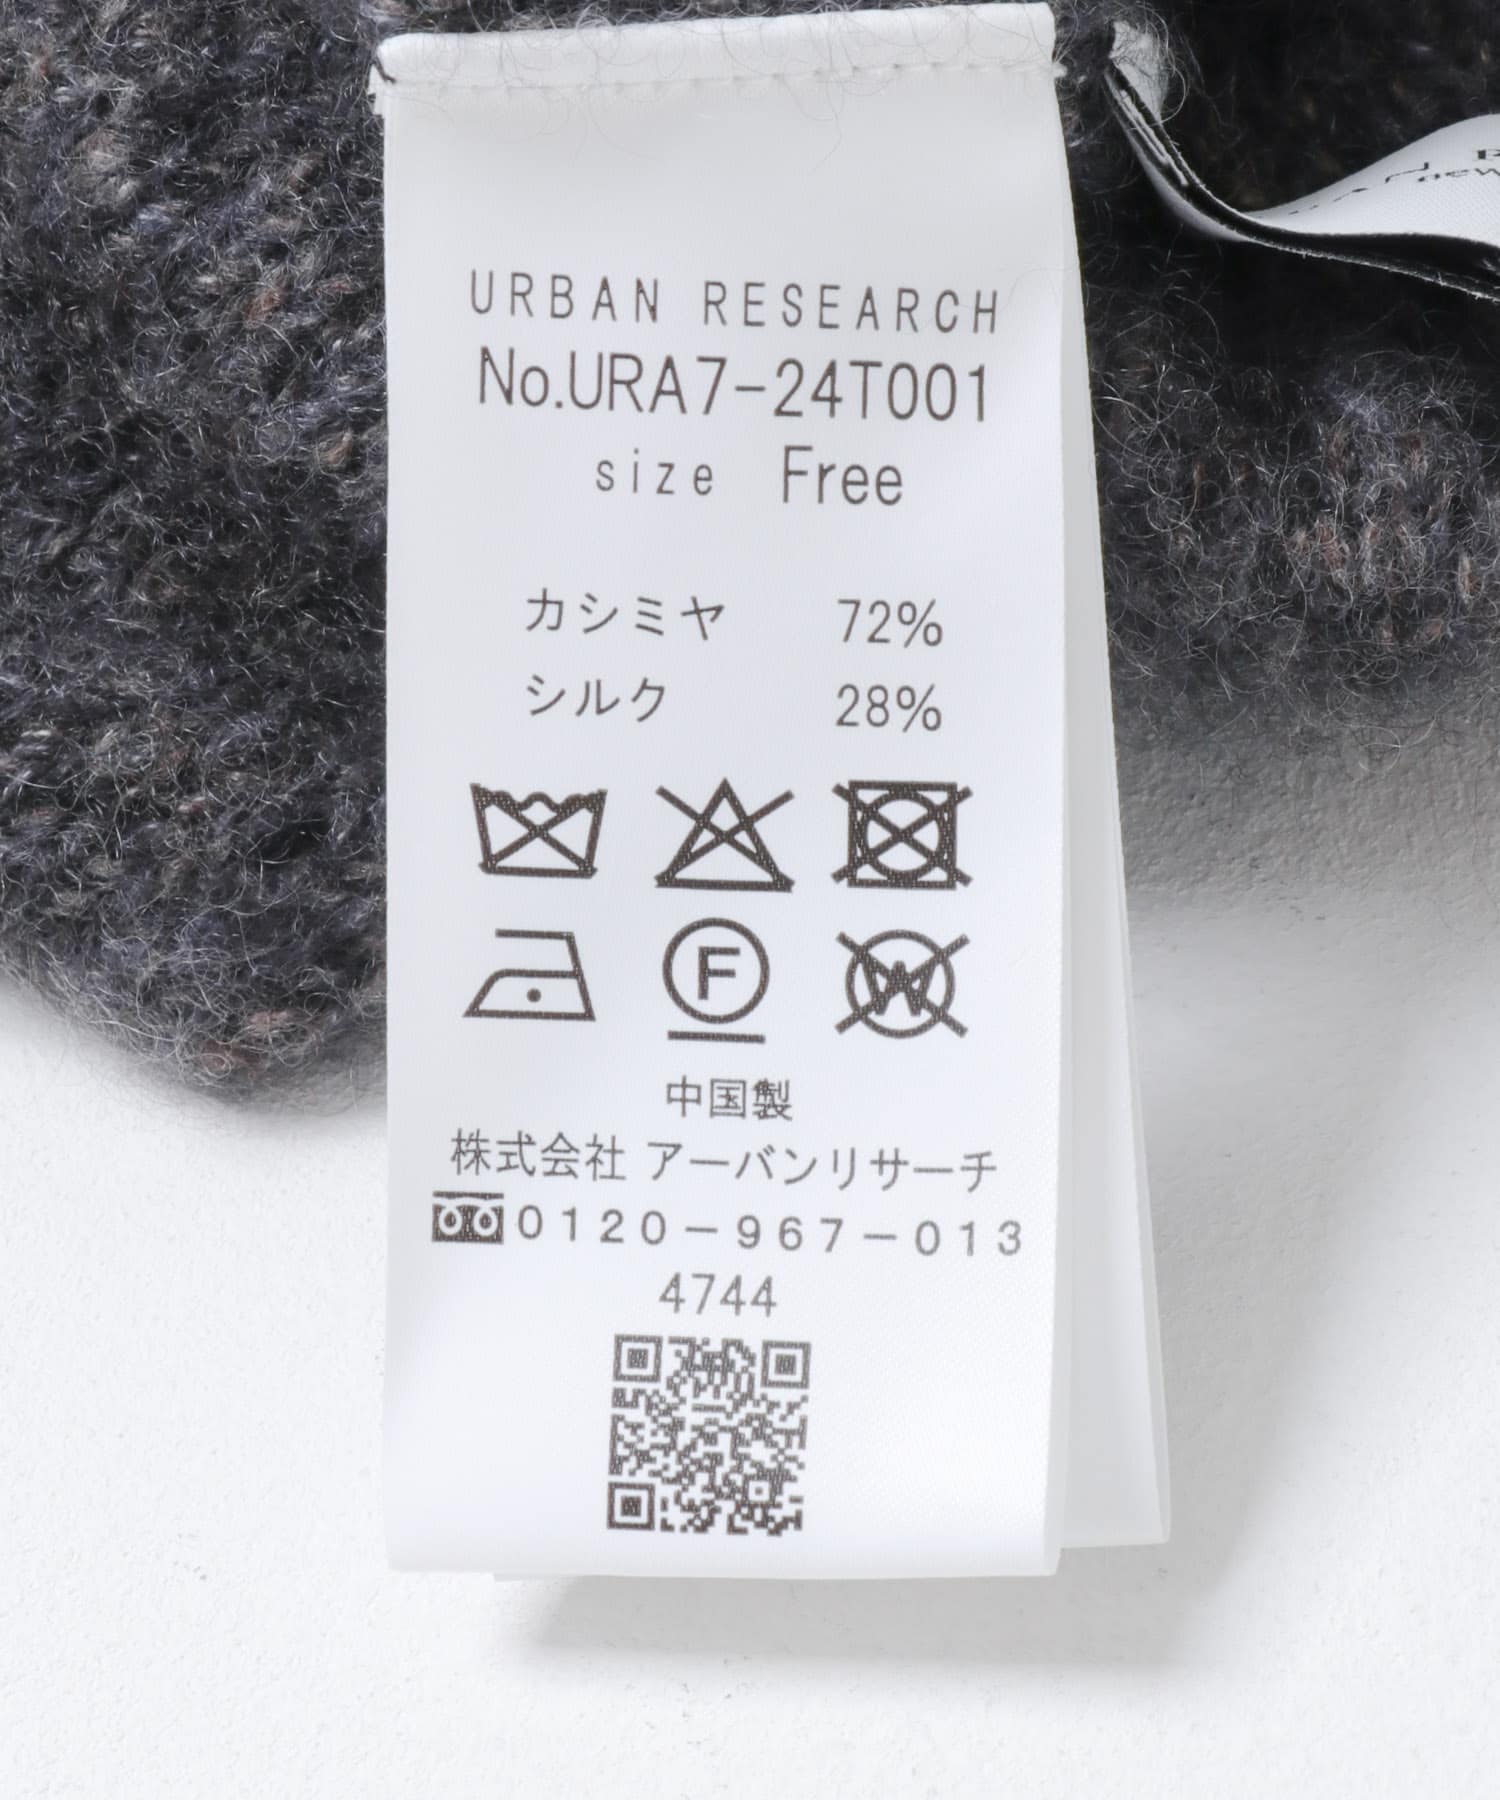 URBAN RESEARCH
No.URA7-24T001
size Free
カシミヤ 72%
シルク 28%
F
W
中国製
株式会社 アーバンリサーチ
0120-967-013
4744